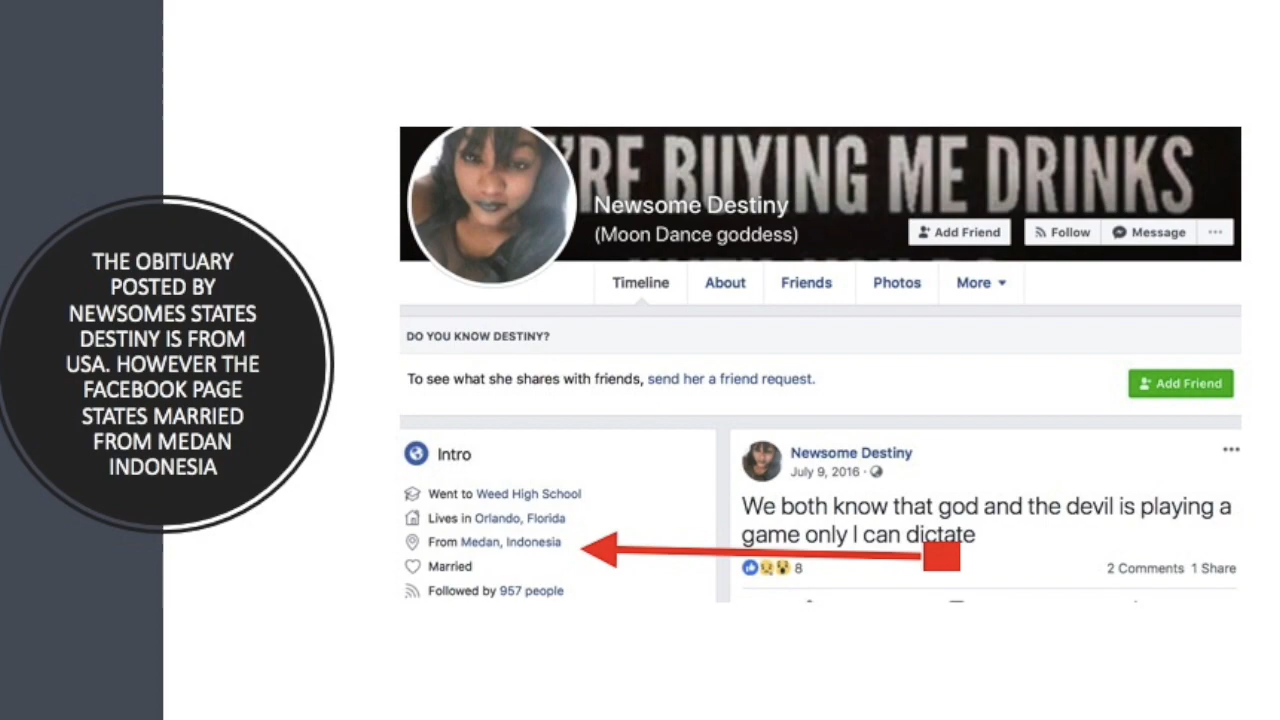 THE OBITUARY
POSTED BY
NEWSOMES STATES
DESTINY IS FROM
USA. HOWEVER THE
FACEBOOK PAGE
STATES MARRIED
FROM MEDAN
INDONESIA
'RE BUYING ME DRINKS
Newsome Destiny
(Moon Dance goddess)
Add Friend
Follow
Message
Timeline
About
Friends
Photos
More
DO YOU KNOW DESTINY?
To see what she shares with friends, send her a friend request.
Add Friend
Intro
Went to Weed High School
Lives in Orlando, Florida
From Medan, Indonesia
Married
Followed by 957 people
Newsome Destiny
July 9, 2016 ·
We both know that god and the devil is playing a
game only I can dictate
8
2 Comments 1 Share